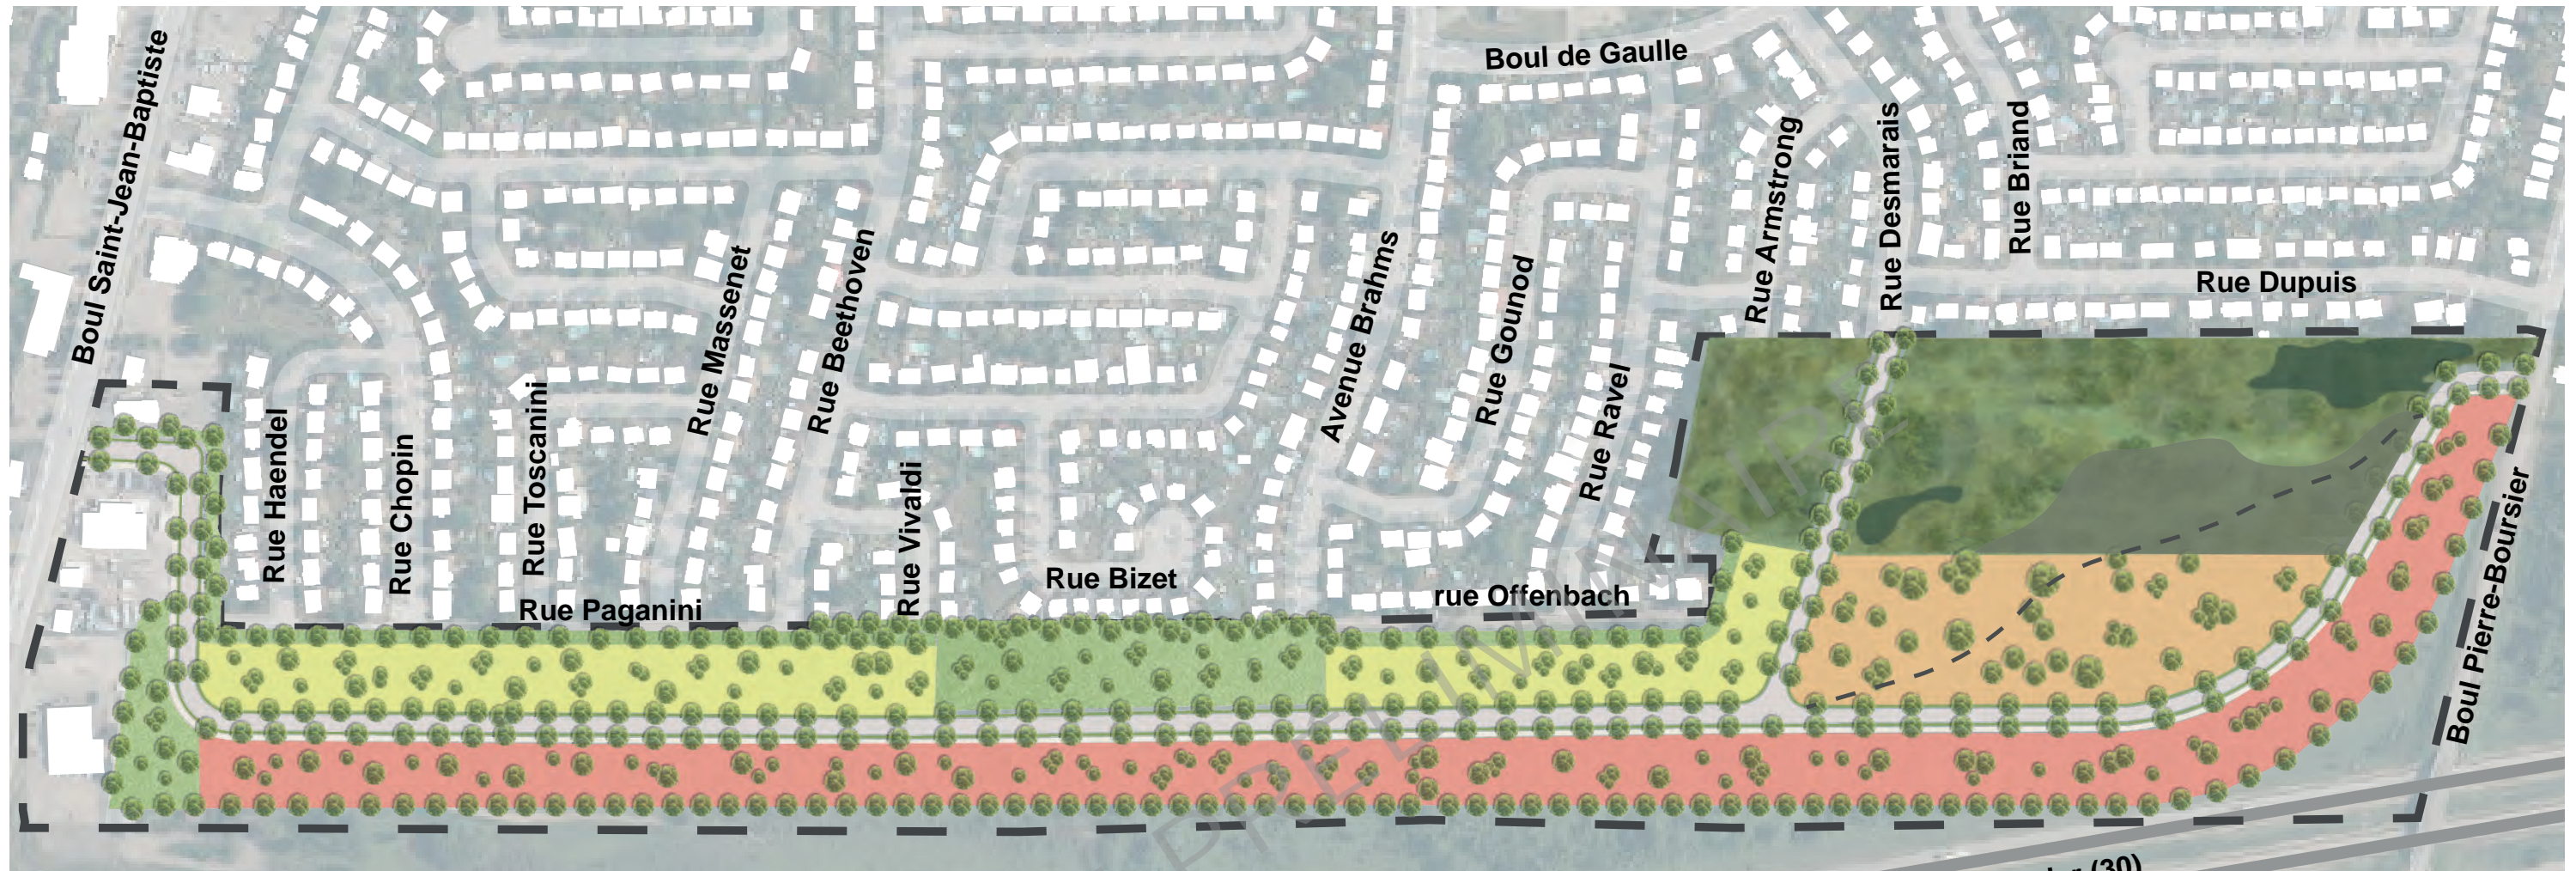 Boul Saint-Jean-Baptiste
Boul de Gaulle
Rue Armstrong
Rue Desmarais
Rue Briand
Rue Dupuis
Rue Massenet
Rue Beethoven
Avenue Brahms
Rue Gounod
Rue Ravel
Rue Haendel
Rue Chopin
Rue Toscanini
Rue Vivaldi
Rue Bizet
rue Offenbach
Rue Paganini
Boul Pierre-Boursier
PRELIMINAIRE
(30)